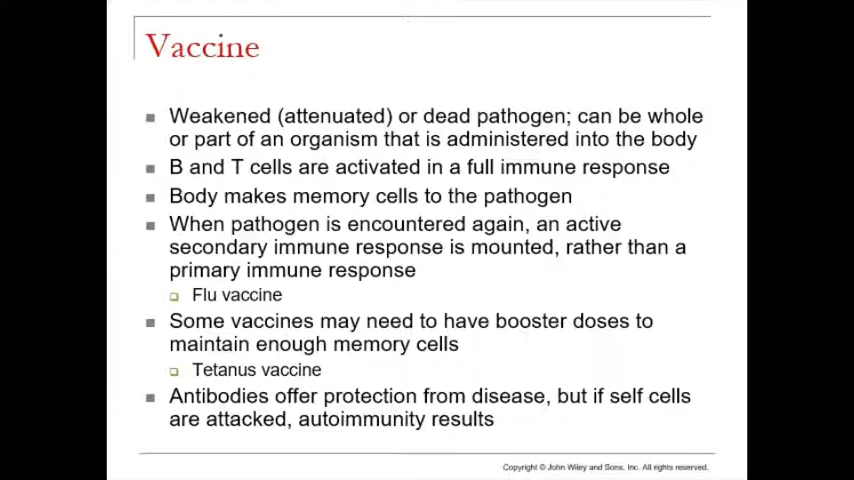 Vaccine
Weakened (attenuated) or dead pathogen; can be whole
or part of an organism that is administered into the body
B and T cells are activated in a full immune response
Body makes memory cells to the pathogen
When pathogen is encountered again, an active
secondary immune response is mounted, rather than a
primary immune response
Flu vaccine
Some vaccines may need to have booster doses to
maintain enough memory cells
Tetanus vaccine
Antibodies offer protection from disease, but if self cells
are attacked, autoimmunity results
Copyright © John Wiley and Sons, Inc. All rights reserved.